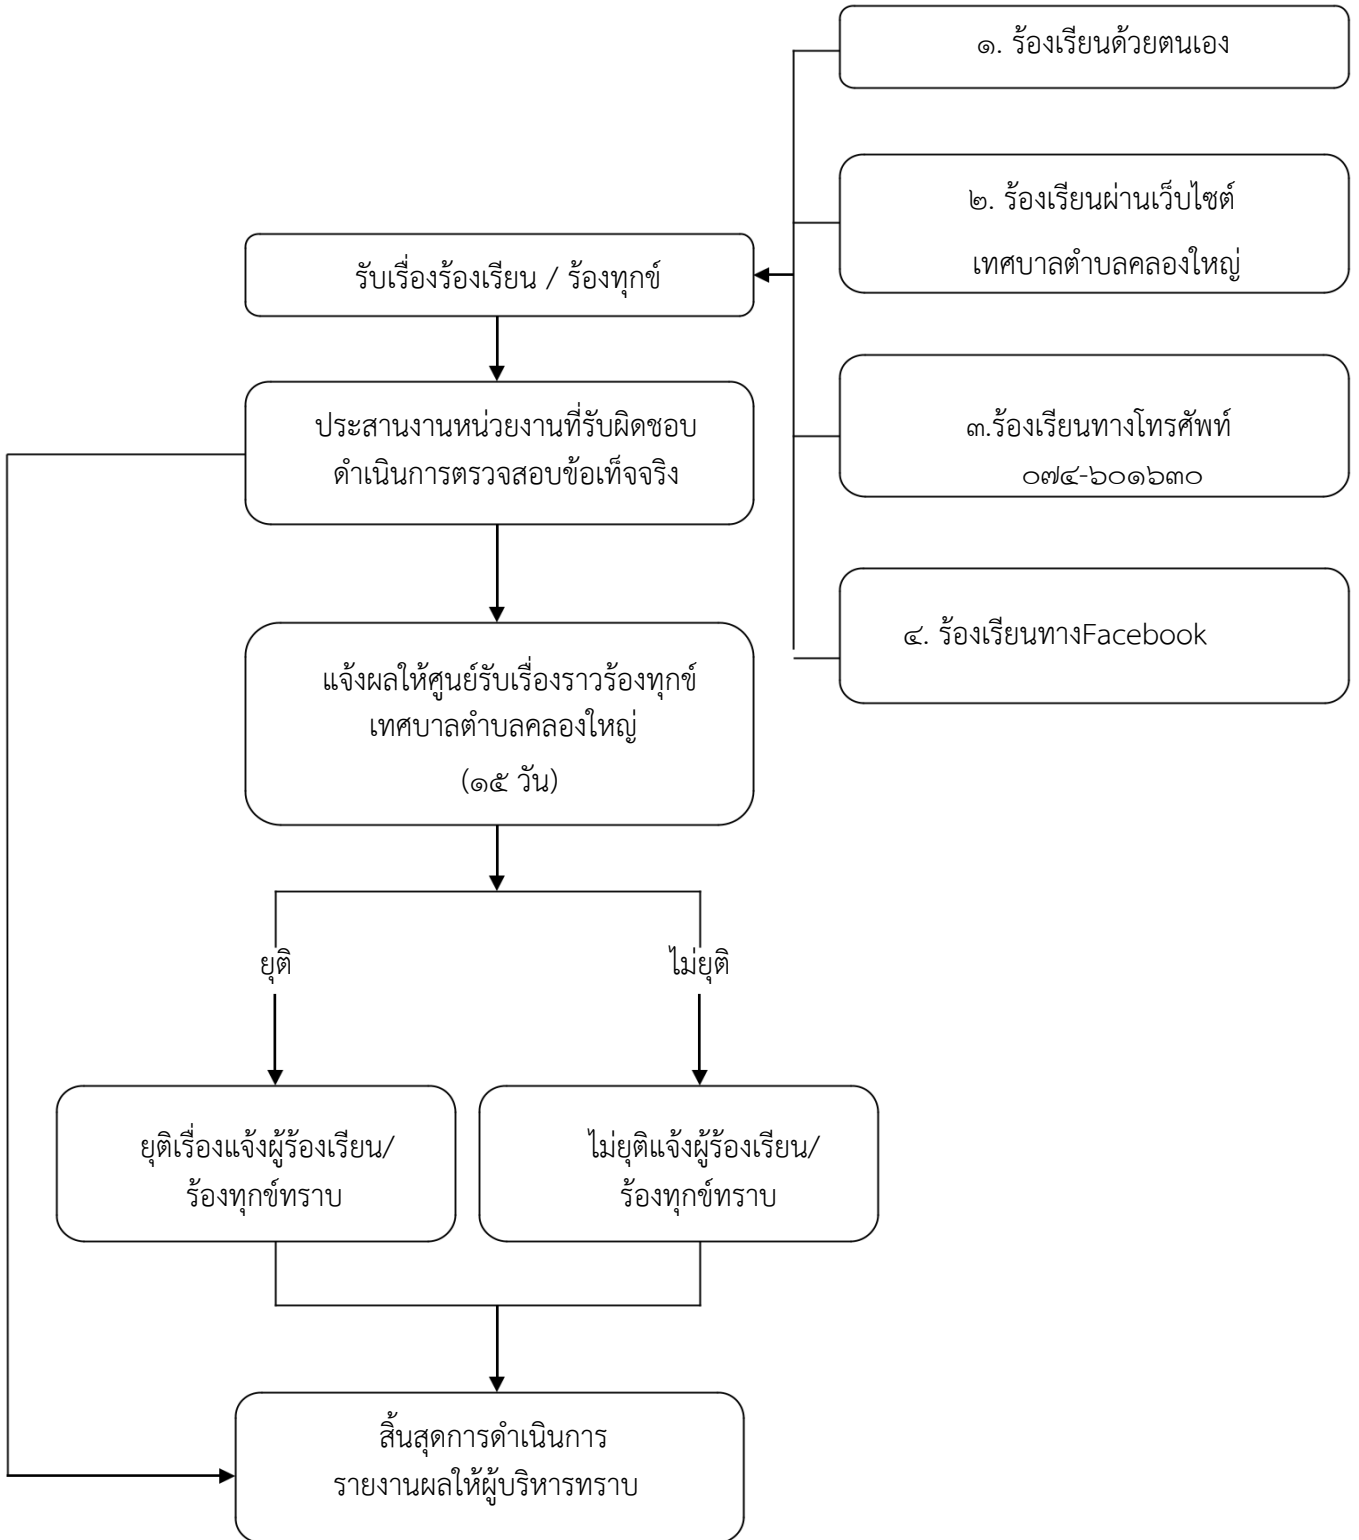 ๑. ร้องเรียนด้วยตนเอง
๒. ร้องเรียนผ่านเว็บไซต์
เทศบาลตำบลคลองใหญ่
รับเรื่องร้องเรียน / ร้องทุกข์
๓.ร้องเรียนทางโทรศัพท์
๐๗๔-๖๐๑๖๓๐
ประสานงานหน่วยงานที่รับผิดชอบ
ดำเนินการตรวจสอบข้อเท็จจริง
๔. ร้องเรียนทางFacebook
แจ้งผลให้ศูนย์รับเรื่องราวร้องทุกข์
เทศบาลตำบลคลองใหญ่
(๑๕ วัน)
ยุติ
ไม่ยุติ
ยุติเรื่องแจ้งผู้ร้องเรียน/
ร้องทุกข์ทราบ
ไม่ยุติแจ้งผู้ร้องเรียน/
ร้องทุกข์ทราบ
สิ้นสุดการดำเนินการ
รายงานผลให้ผู้บริหารทราบ